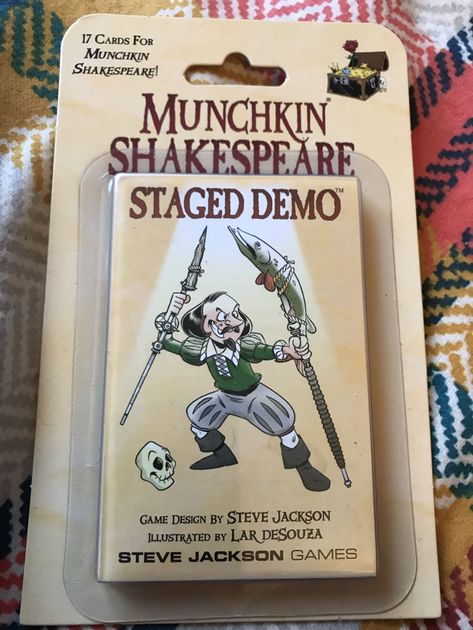 17 Cards For
Munchkin
Shakespeare!
Munchkin®
Shakespeare
Staged Demo™
Game Design by Steve Jackson
Illustrated by Lar deSouza
STEVE JACKSON GAMES